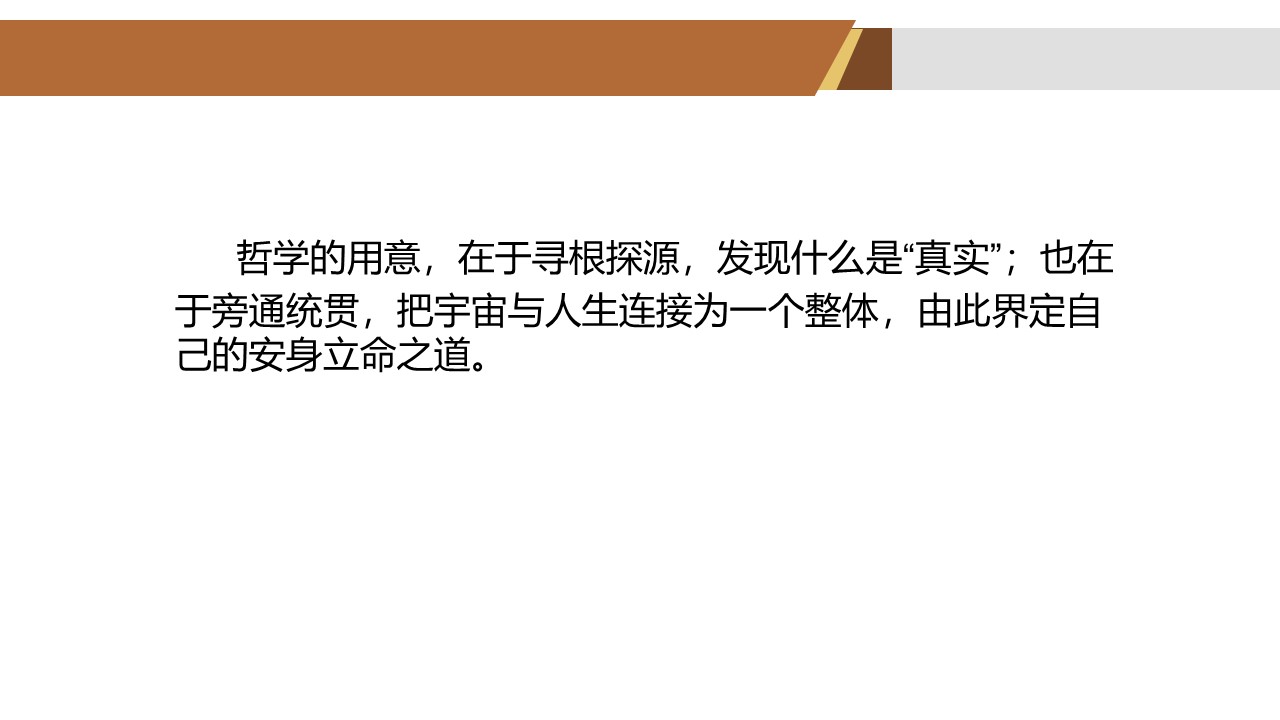 哲学的用意，在于寻根探源，发现什么是“真实”；也在
于旁通统贯，把宇宙与人生连接为一个整体，由此界定自
己的安身立命之道。